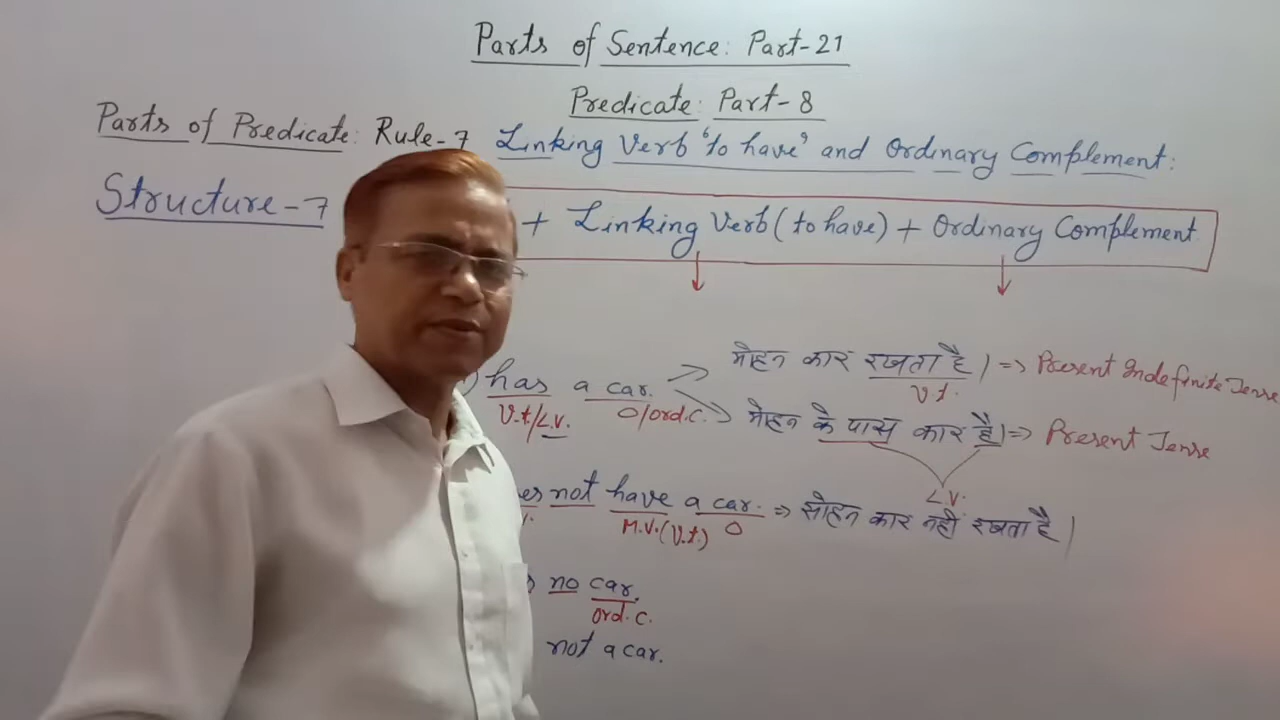 Parts of Sentence: Part-21
Predicate: Part-8
Parts of Predicate: Rule-7 Linking Verb 'to have' and Ordinary Complement:
Structure-7 + Linking Verb (to have) + Ordinary Complement
has a car. मोहन कार रखता है। => Present Indefinite Tense
V.t/L.V. O/ord.c. V.t.
मोहन के पास कार है। => Present Tense
L.V.
not have a car. => सोहन कार नहीं रखता है।
M.V.(V.t) O
no car.
ord.c.
not a car.